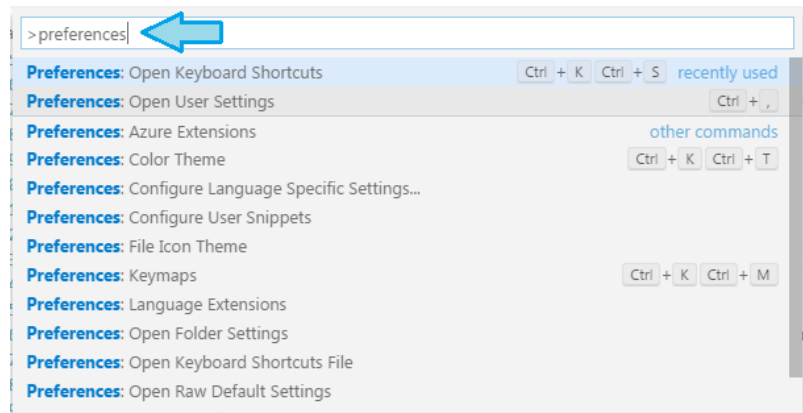 >preferences
Preferences: Open Keyboard Shortcuts Ctrl + K Ctrl + S recently used
Preferences: Open User Settings Ctrl + ,
Preferences: Azure Extensions other commands
Preferences: Color Theme Ctrl + K Ctrl + T
Preferences: Configure Language Specific Settings...
Preferences: Configure User Snippets
Preferences: File Icon Theme
Preferences: Keymaps Ctrl + K Ctrl + M
Preferences: Language Extensions
Preferences: Open Folder Settings
Preferences: Open Keyboard Shortcuts File
Preferences: Open Raw Default Settings